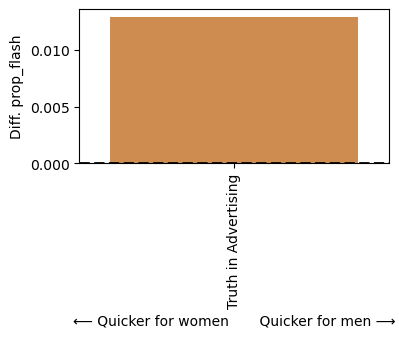 0.010
0.005
0.000
Diff. prop_flash
Truth in Advertising
⟵ Quicker for women Quicker for men ⟶